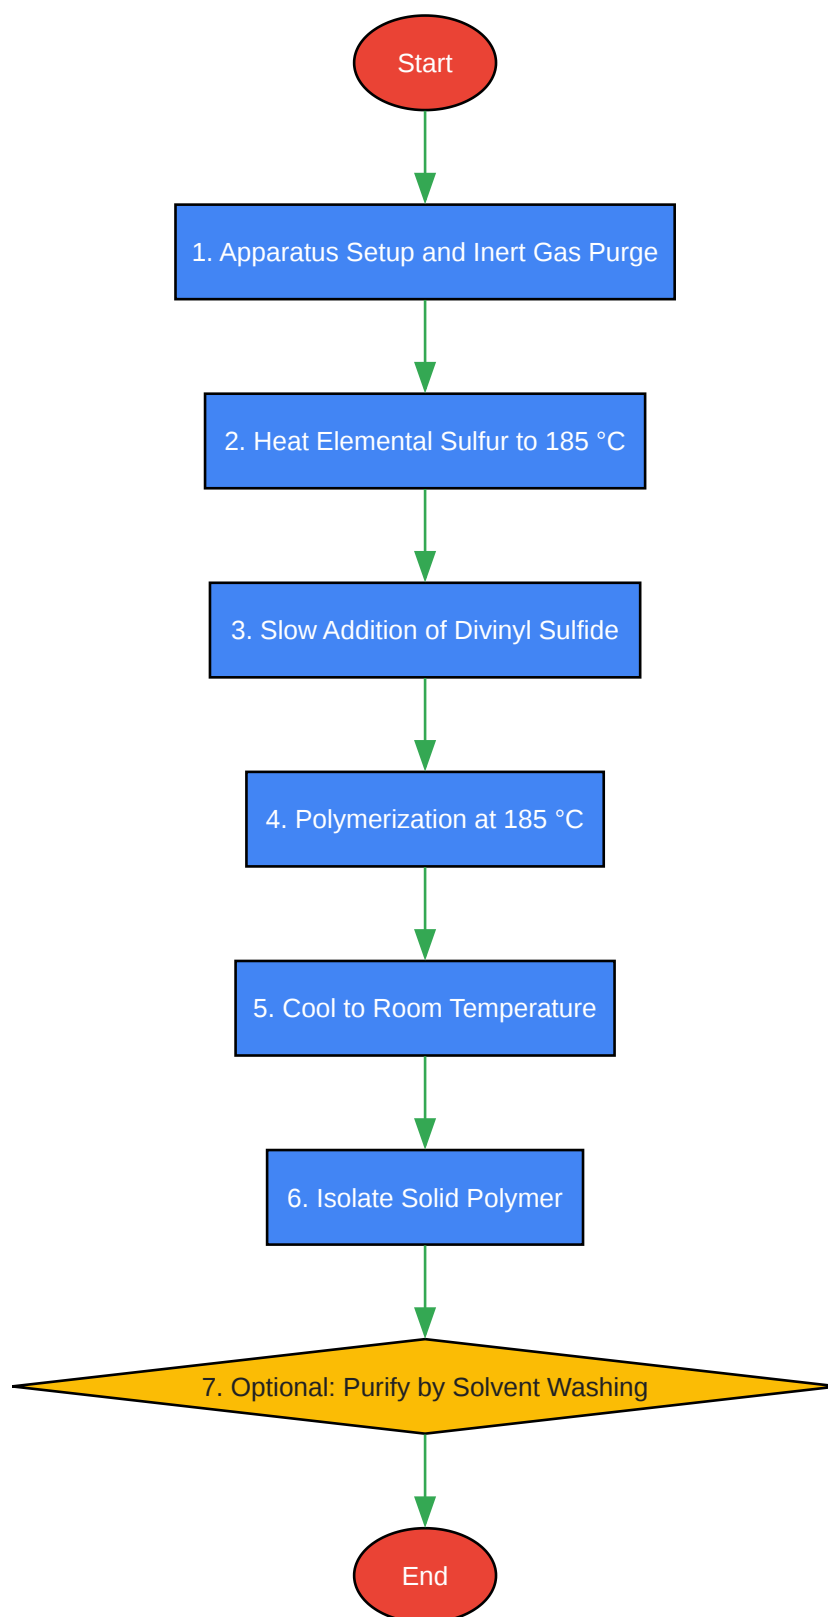 Start
1. Apparatus Setup and Inert Gas Purge
2. Heat Elemental Sulfur to 185 °C
3. Slow Addition of Divinyl Sulfide
4. Polymerization at 185 °C
5. Cool to Room Temperature
6. Isolate Solid Polymer
7. Optional: Purify by Solvent Washing
End